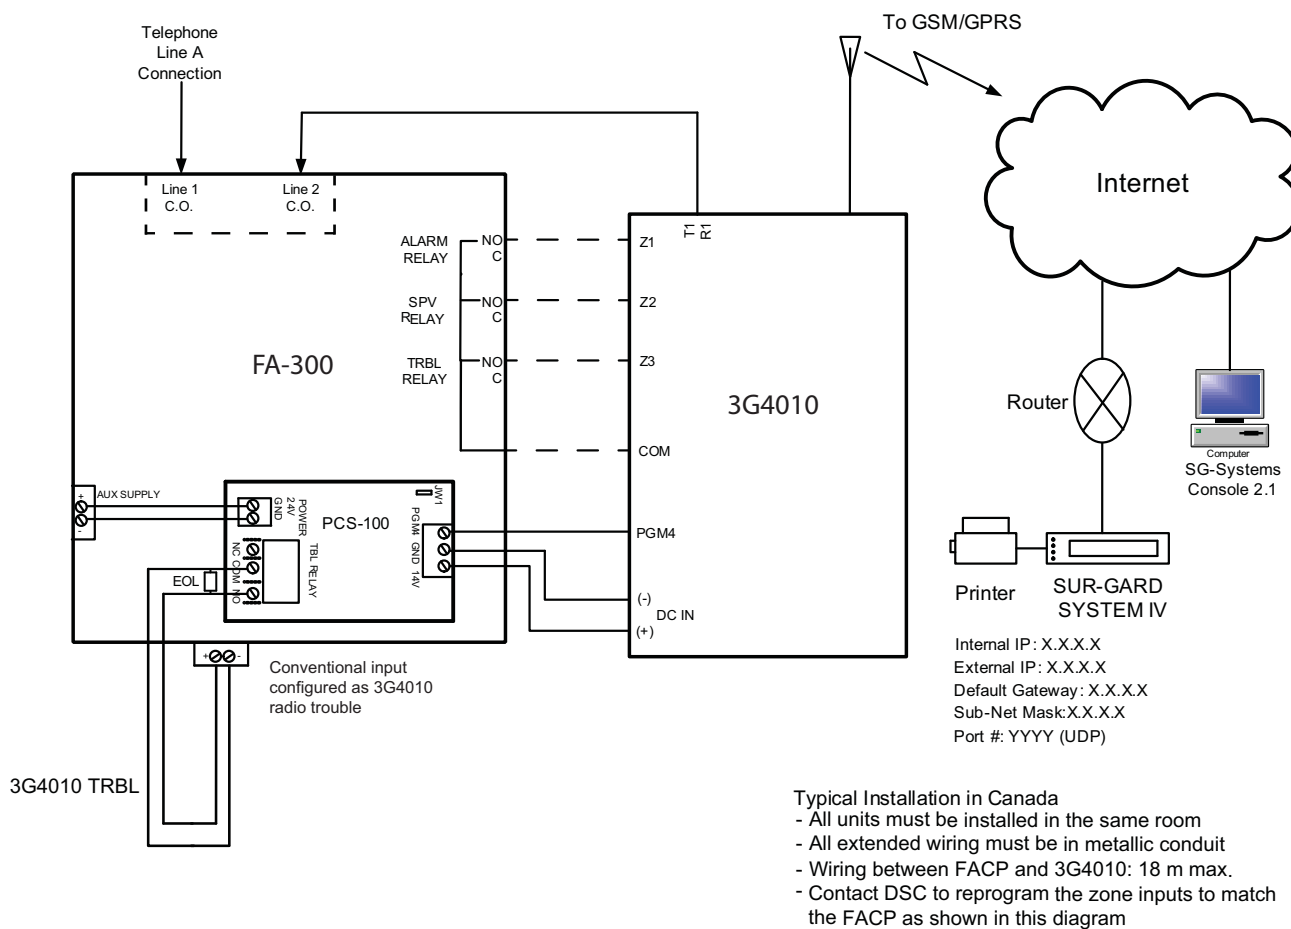 Telephone
Line A
Connection
To GSM/GPRS
Internet
Line 1
C.O.
Line 2
C.O.
T1
R1
ALARM
RELAY
NO
C
Z1
SPV
RELAY
NO
C
Z2
TRBL
RELAY
NO
C
Z3
FA-300
3G4010
COM
Router
Computer
SG-Systems
Console 2.1
+
-
AUX SUPPLY
POWER
24V
GND
PCS-100
JW1
PGM4 GND 14V
PGM4
TBL RELAY
NC COM NO
EOL
(-)
DC IN
(+)
Printer
SUR-GARD
SYSTEM IV
Internal IP: X.X.X.X
External IP: X.X.X.X
Default Gateway: X.X.X.X
Sub-Net Mask:X.X.X.X
Port #: YYYY (UDP)
+ -
Conventional input
configured as 3G4010
radio trouble
3G4010 TRBL
Typical Installation in Canada
- All units must be installed in the same room
- All extended wiring must be in metallic conduit
- Wiring between FACP and 3G4010: 18 m max.
- Contact DSC to reprogram the zone inputs to match
the FACP as shown in this diagram